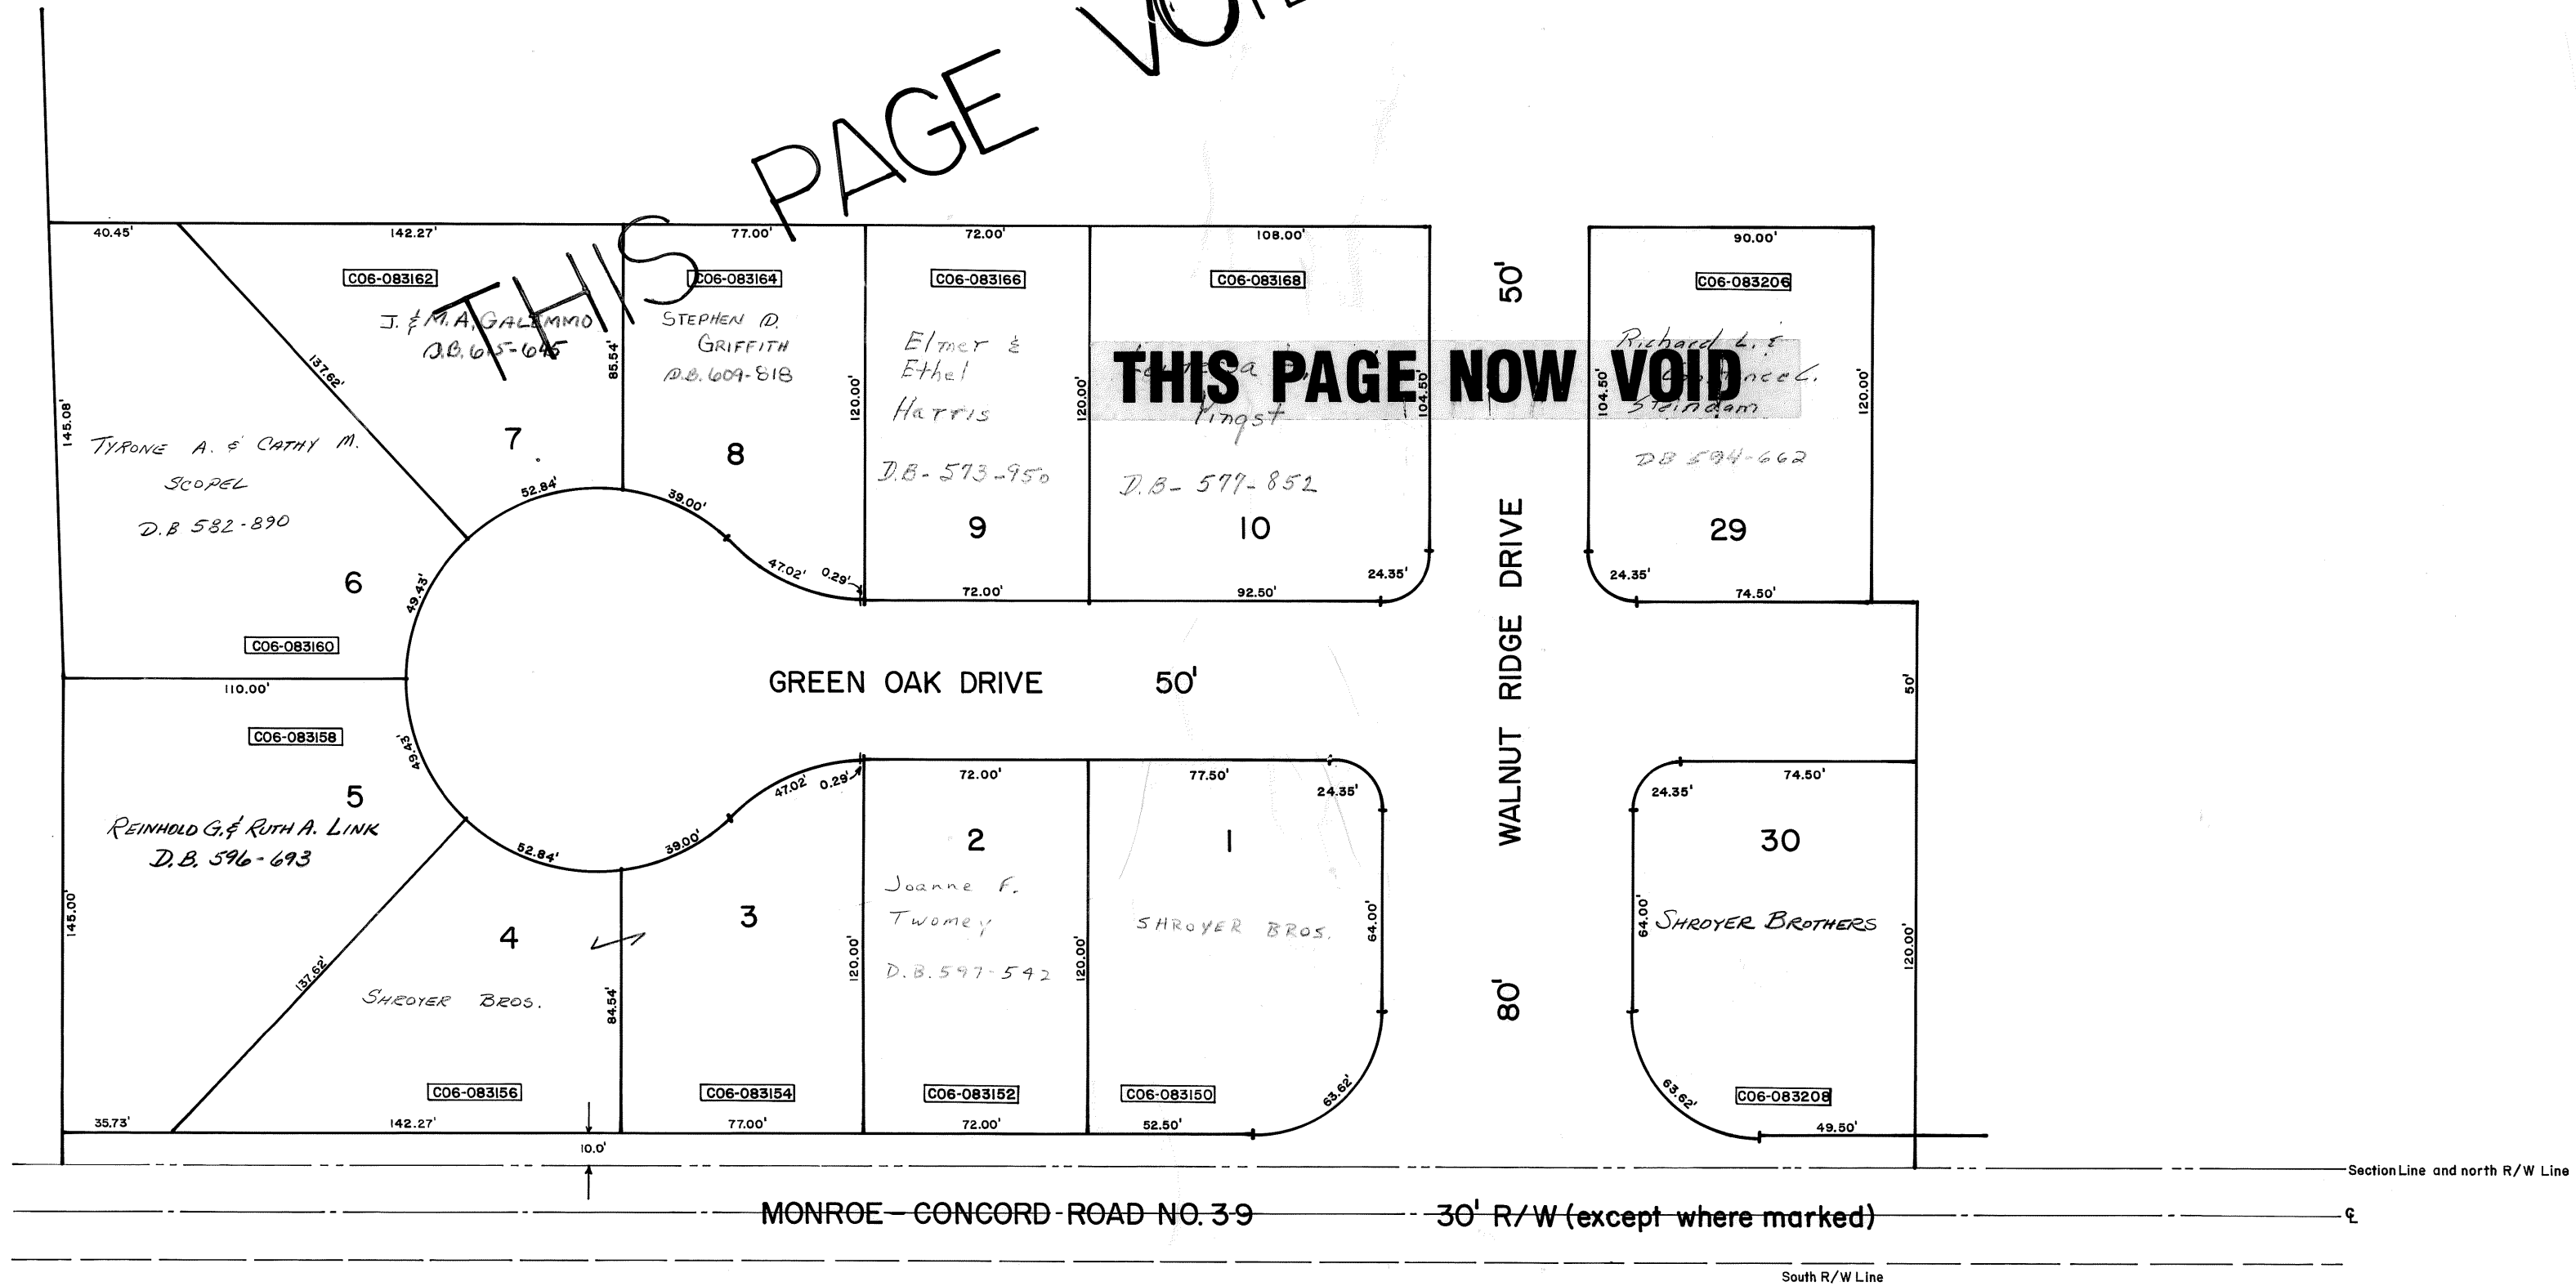 THIS PAGE
40.45'
142.27'
77.00'
72.00'
108.00'
90.00'
C06-083162
C06-083164
C06-083166
C06-083168
C06-083206
50'
J. & M.A. GALEMMO
D.B. 615-645
STEPHEN D.
GRIFFITH
D.B. 609-818
Elmer &
Ethel
Harris
D.B- 573-950
Yingst
D.B- 577-852
THIS PAGE NOW VOID
Richard L. &
Steindam
DB 594-662
137.62'
85.54'
120.00'
120.00'
104.50'
104.50'
120.00'
145.08'
TYRONE A. & CATHY M.
SCOPEL
D.B 582-890
7
8
9
10
29
52.84'
39.00'
47.02'
0.29'
72.00'
92.50'
24.35'
24.35'
74.50'
6
49.43'
C06-083160
110.00'
GREEN OAK DRIVE 50'
WALNUT RIDGE DRIVE
50'
C06-083158
49.43'
5
REINHOLD G. & RUTH A. LINK
D.B. 596-693
47.02'
0.29'
72.00'
77.50'
24.35'
24.35'
74.50'
52.84'
39.00'
2
1
30
Joanne F.
Twomey
D.B. 597-542
SHROYER BROS.
SHROYER BROTHERS
3
4
SHROYER BROS.
145.00'
137.62'
84.54'
120.00'
120.00'
64.00'
64.00'
120.00'
80'
C06-083156
C06-083154
C06-083152
C06-083150
C06-083208
63.62'
63.62'
35.73'
142.27'
77.00'
72.00'
52.50'
49.50'
10.0'
Section Line and north R/W Line
MONROE-CONCORD ROAD NO. 39 30' R/W (except where marked)
℄
South R/W Line